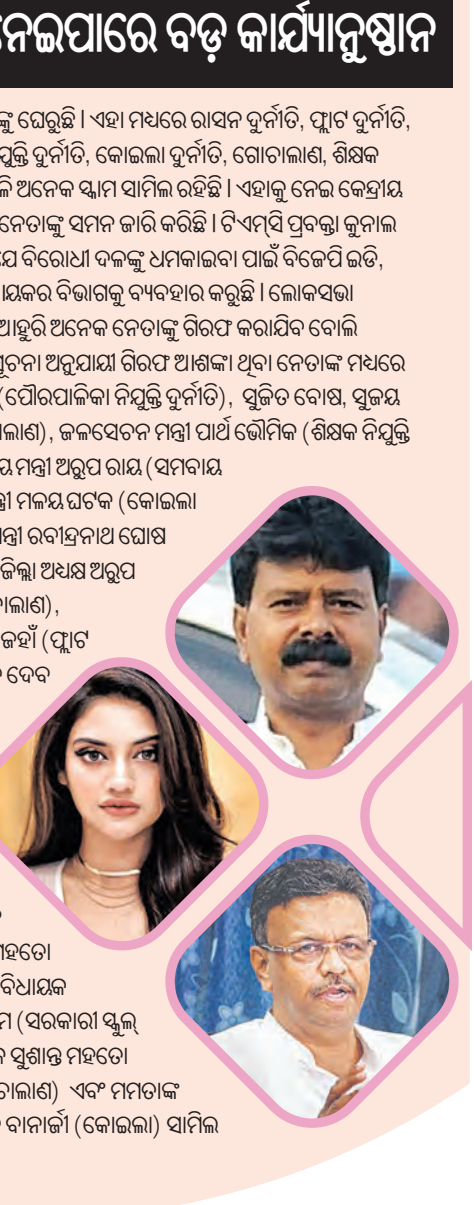 ନେଇପାରେ ବଡ଼ କାର୍ଯ୍ୟାନୁଷ୍ଠାନ
ଘେରୁଛି । ଏହା ମଧ୍ୟରେ ରାସନ ଦୁର୍ନୀତି, ଫ୍ଲାଟ ଦୁର୍ନୀତି,
ଦୁର୍ନୀତି, କୋଇଲା ଦୁର୍ନୀତି, ଗୋଚାଲାଣ, ଶିକ୍ଷକ
ଅନେକ ସ୍କାମ ସାମିଲ ରହିଛି । ଏହାକୁ ନେଇ କେନ୍ଦ୍ରୀୟ
ନେତାଙ୍କୁ ସମନ ଜାରି କରିଛି । ଟିଏମ୍‌ସି ପ୍ରବକ୍ତା କୁନାଲ
ବିରୋଧୀ ଦଳଙ୍କୁ ଧମକାଇବା ପାଇଁ ବିଜେପି ଇଡି,
ବିଭାଗକୁ ବ୍ୟବହାର କରୁଛି । ଲୋକସଭା
ଆହୁରି ଅନେକ ନେତାଙ୍କୁ ଗିରଫ କରାଯିବ ବୋଲି
ସୂଚନା ଅନୁଯାୟୀ ଗିରଫ ଆଶଙ୍କା ଥିବା ନେତାଙ୍କ ମଧ୍ୟରେ
(ପୌରପାଳିକା ନିଯୁକ୍ତି ଦୁର୍ନୀତି), ସୁଜିତ ବୋଷ, ସୁଜୟ
ଜଳସେଚନ ମନ୍ତ୍ରୀ ପାର୍ଥ ଭୌମିକ (ଶିକ୍ଷକ ନିଯୁକ୍ତି
ଅରୁପ ରାୟ (ସମବାୟ
ମଳୟ ଘଟକ (କୋଇଲା
ରବୀନ୍ଦ୍ରନାଥ ଘୋଷ
ଜିଲ୍ଲା ଅଧ୍ୟକ୍ଷ ଅରୁପ
ଜହାଁ (ଫ୍ଲାଟ
ଦେବ
ମହତୋ
ବିଧାୟକ
(ସରକାରୀ ସ୍କୁଲ୍
ସୁଶାନ୍ତ ମହତୋ
ଏବଂ ମମତାଙ୍କ
ବାନାର୍ଜୀ (କୋଇଲା) ସାମିଲ